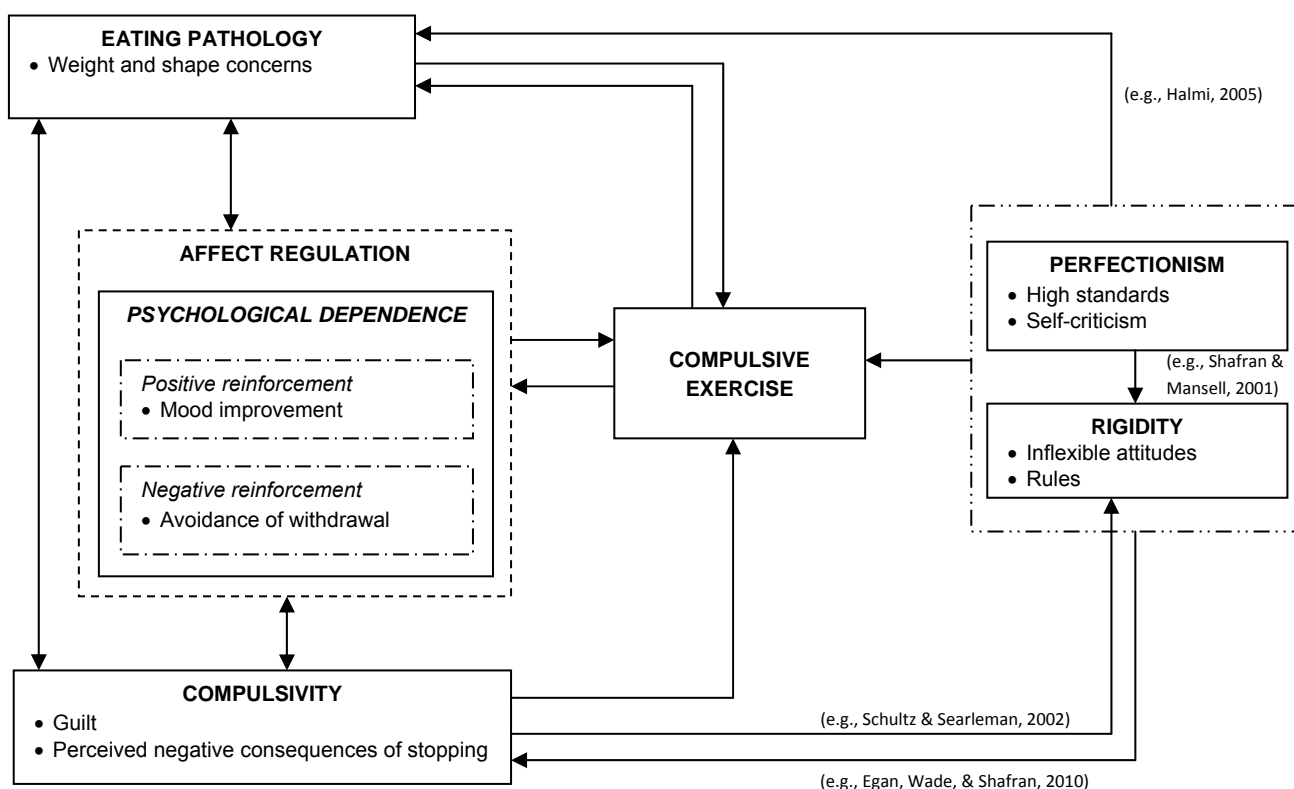 EATING PATHOLOGY
• Weight and shape concerns
(e.g., Halmi, 2005)
AFFECT REGULATION
PSYCHOLOGICAL DEPENDENCE
Positive reinforcement
• Mood improvement
Negative reinforcement
• Avoidance of withdrawal
COMPULSIVE
EXERCISE
PERFECTIONISM
• High standards
• Self-criticism
(e.g., Shafran &
Mansell, 2001)
RIGIDITY
• Inflexible attitudes
• Rules
COMPULSIVITY
• Guilt
• Perceived negative consequences of stopping
(e.g., Schultz & Searleman, 2002)
(e.g., Egan, Wade, & Shafran, 2010)